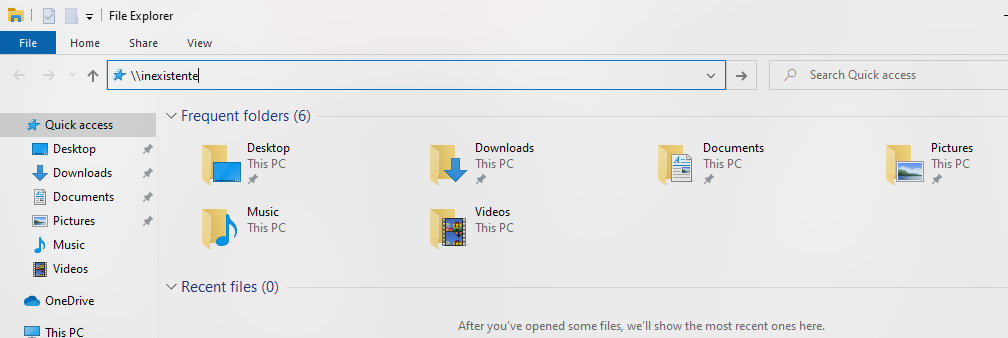 File Explorer
File Home Share View
\\inexistente
Search Quick access
Quick access
Desktop
Downloads
Documents
Pictures
Music
Videos
OneDrive
This PC
Frequent folders (6)
Desktop
This PC
Downloads
This PC
Documents
This PC
Pictures
This PC
Music
This PC
Videos
This PC
Recent files (0)
After you've opened some files, we'll show the most recent ones here.